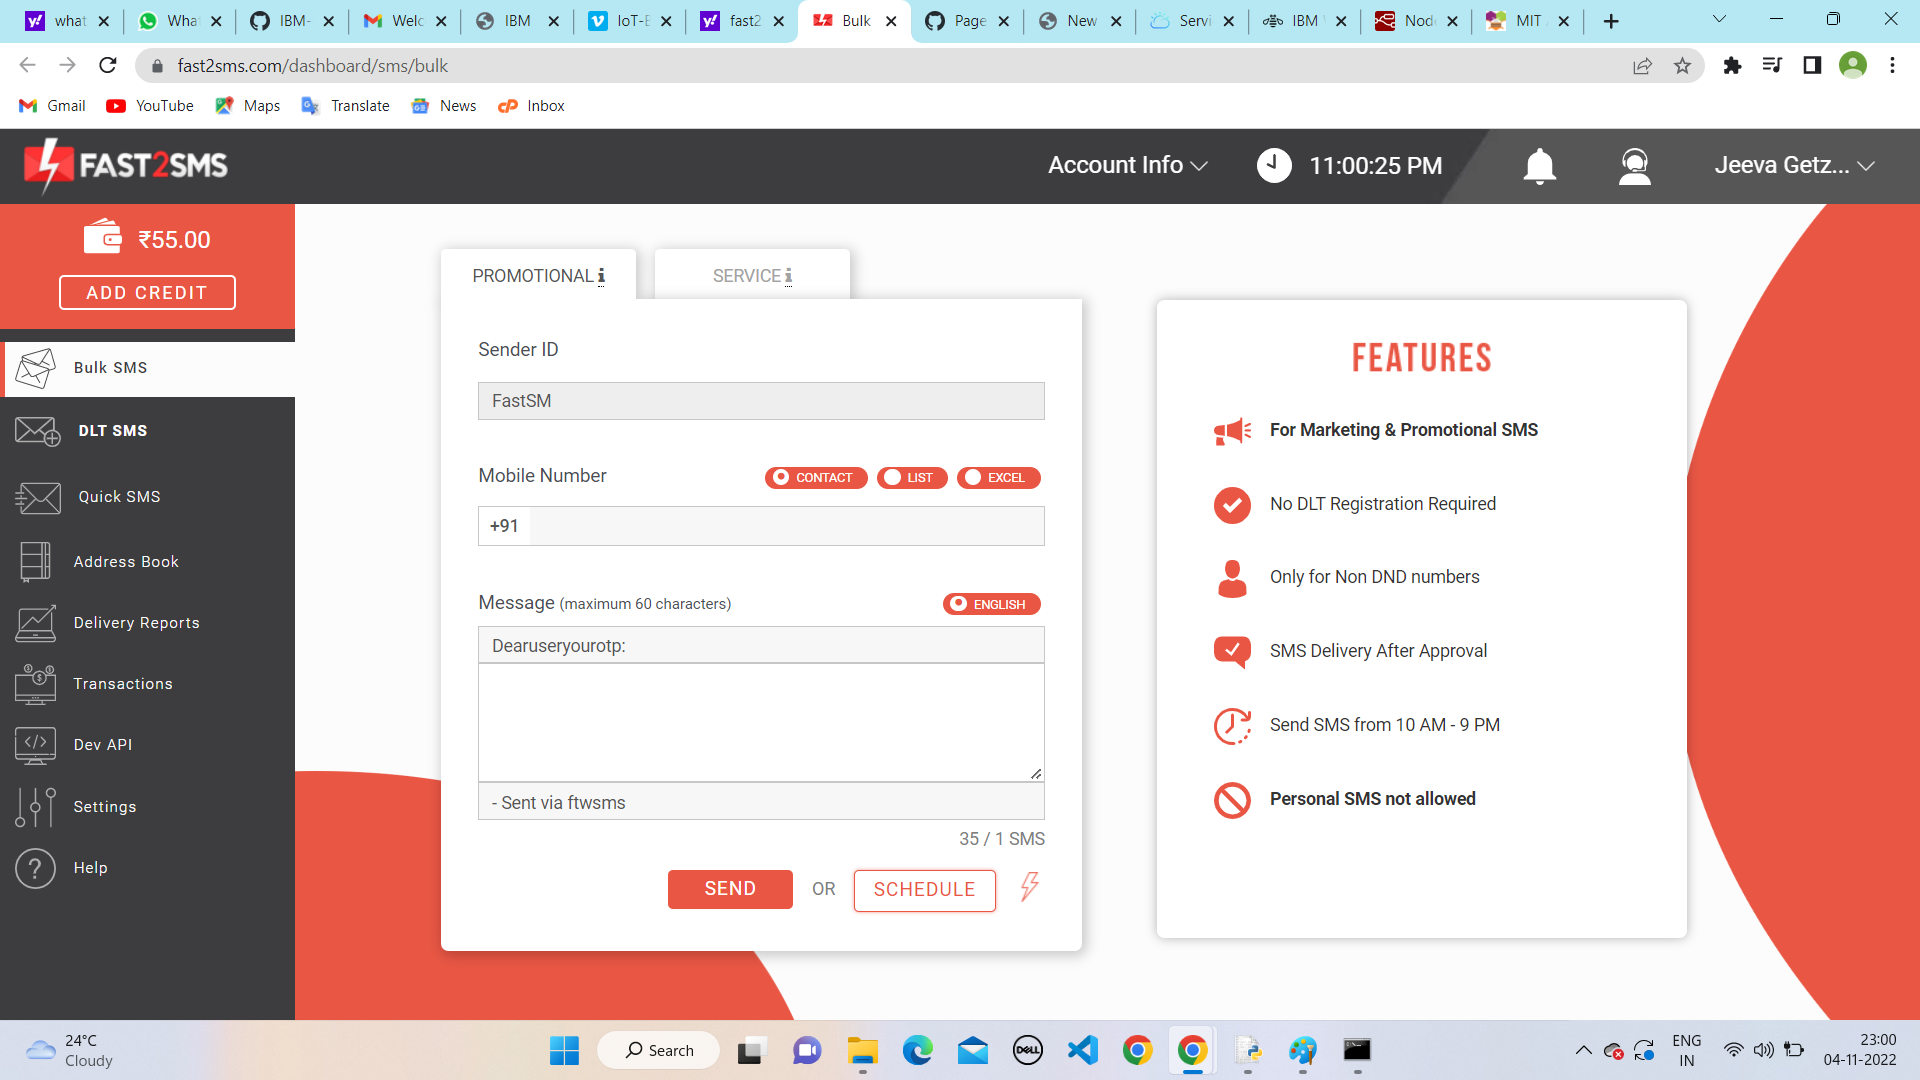 what
What
IBM-
Welc
IBM
IoT-E
fast2
Bulk
Page
New
Servi
IBM
Node
MIT
fast2sms.com/dashboard/sms/bulk
Gmail
YouTube
Maps
Translate
News
Inbox
FAST2SMS
Account Info
11:00:25 PM
Jeeva Getz...
₹55.00
ADD CREDIT
Bulk SMS
DLT SMS
Quick SMS
Address Book
Delivery Reports
Transactions
Dev API
Settings
Help
PROMOTIONAL i
SERVICE i
Sender ID
FastSM
Mobile Number
CONTACT
LIST
EXCEL
+91
Message (maximum 60 characters)
ENGLISH
Dearuseryourotp:
- Sent via ftwsms
35 / 1 SMS
SEND
OR
SCHEDULE
FEATURES
For Marketing & Promotional SMS
No DLT Registration Required
Only for Non DND numbers
SMS Delivery After Approval
Send SMS from 10 AM - 9 PM
Personal SMS not allowed
24°C
Cloudy
Search
DELL
ENG
IN
23:00
04-11-2022